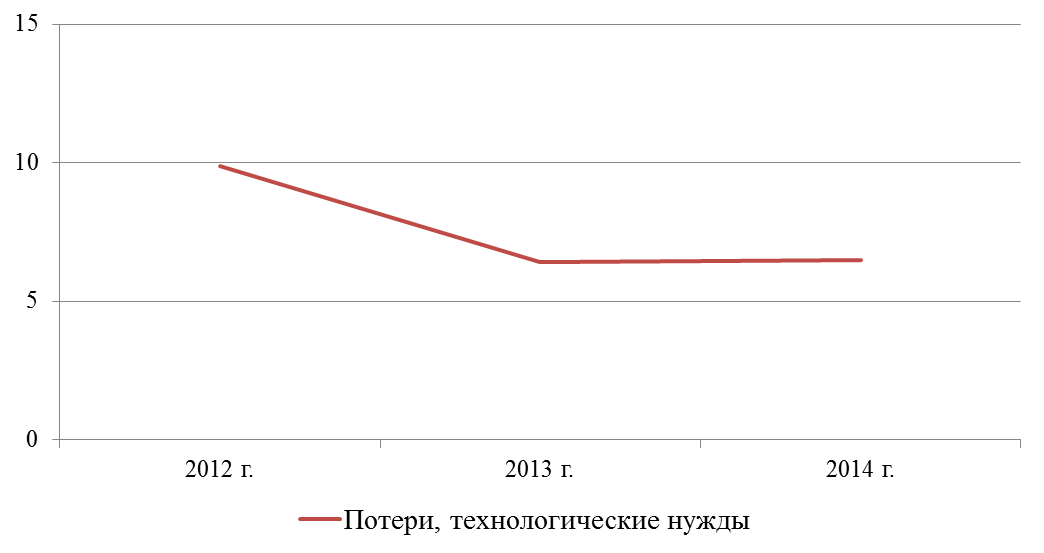 15
10
5
0
2012 г.
2013 г.
2014 г.
Потери, технологические нужды